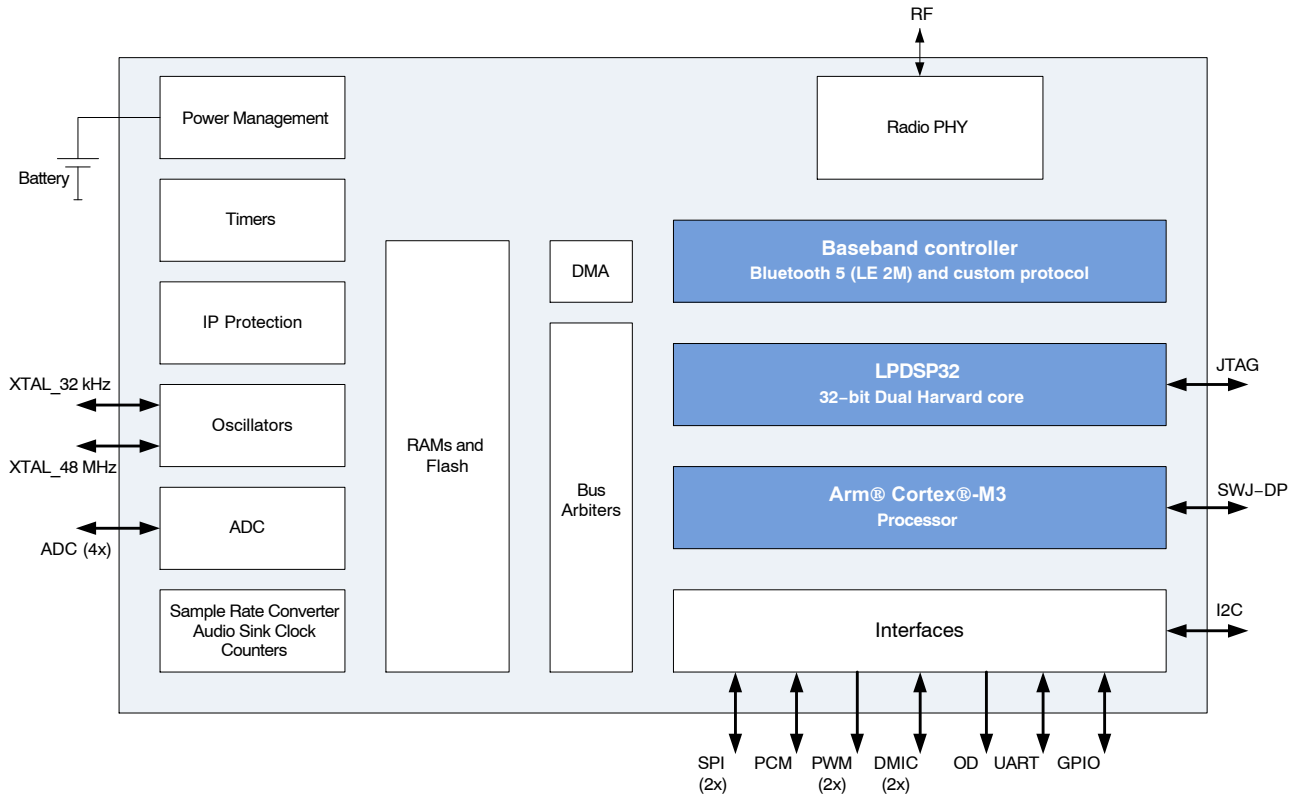 RF
Power Management
Radio PHY
Battery
Timers
Baseband controller
Bluetooth 5 (LE 2M) and custom protocol
DMA
IP Protection
XTAL_32 kHz
LPDSP32
32−bit Dual Harvard core
JTAG
Oscillators
RAMs and
Flash
XTAL_48 MHz
Bus
Arbiters
Arm® Cortex®-M3
Processor
SWJ−DP
ADC
ADC (4x)
Sample Rate Converter
Audio Sink Clock
Counters
Interfaces
I2C
SPI
(2x)
PCM
PWM
(2x)
DMIC
(2x)
OD
UART
GPIO